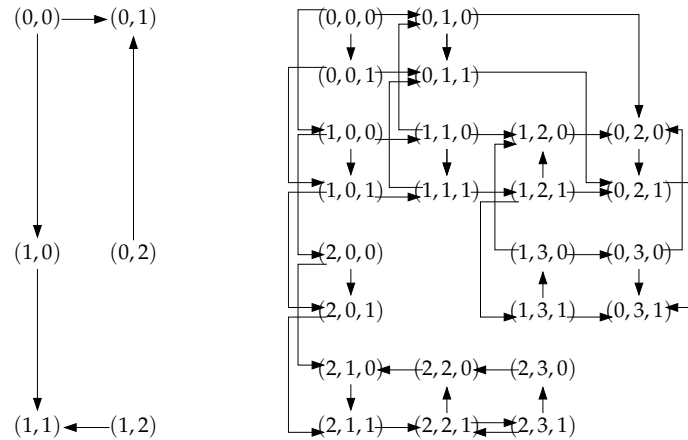 (0, 0) (0, 1) (0, 0, 0) (0, 1, 0)
(0, 0, 1) (0, 1, 1)
(1, 0, 0) (1, 1, 0) (1, 2, 0) (0, 2, 0)
(1, 0, 1) (1, 1, 1) (1, 2, 1) (0, 2, 1)
(1, 0) (0, 2) (2, 0, 0) (1, 3, 0) (0, 3, 0)
(2, 0, 1) (1, 3, 1) (0, 3, 1)
(2, 1, 0) (2, 2, 0) (2, 3, 0)
(1, 1) (1, 2) (2, 1, 1) (2, 2, 1) (2, 3, 1)